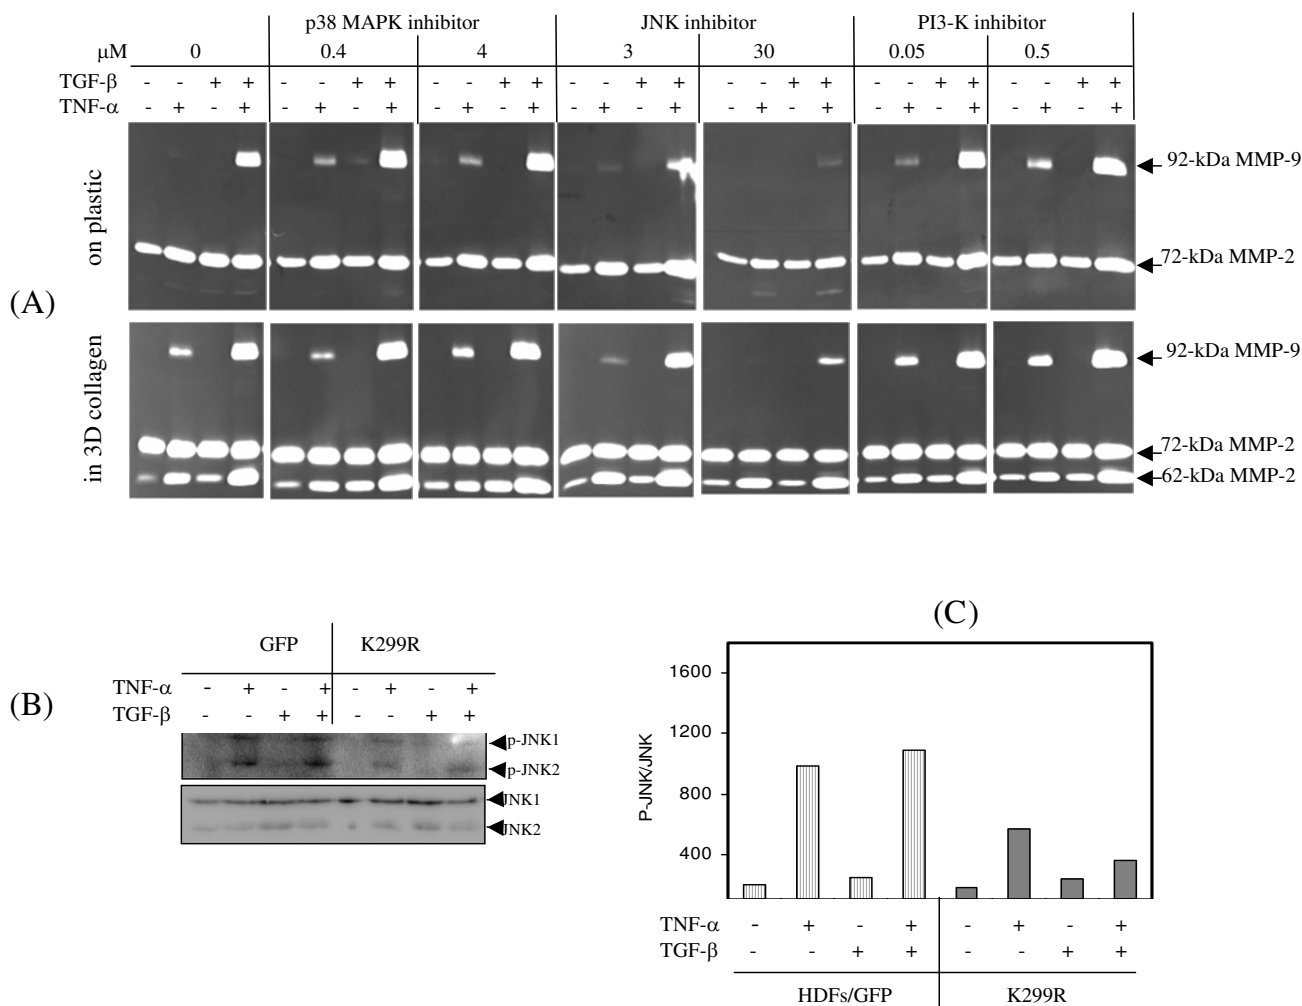 p38 MAPK inhibitor JNK inhibitor PI3-K inhibitor
μM 0 0.4 4 3 30 0.05 0.5
TGF-β - - + + - - + + - - + + - - + + - - + + - - + + - - + +
TNF-α - + - + - + - + - + - + - + - + - + - + - + - + - + - +
on plastic
92-kDa MMP-9
72-kDa MMP-2
(A)
in 3D collagen
92-kDa MMP-9
72-kDa MMP-2
62-kDa MMP-2
(B)
GFP K299R
TNF-α - + - + - + - +
TGF-β - - + + - - + +
p-JNK1
p-JNK2
JNK1
JNK2
(C)
P-JNK/JNK
1600
1200
800
400
TNF-α - + - + - + - +
TGF-β - - + + - - + +
HDFs/GFP K299R